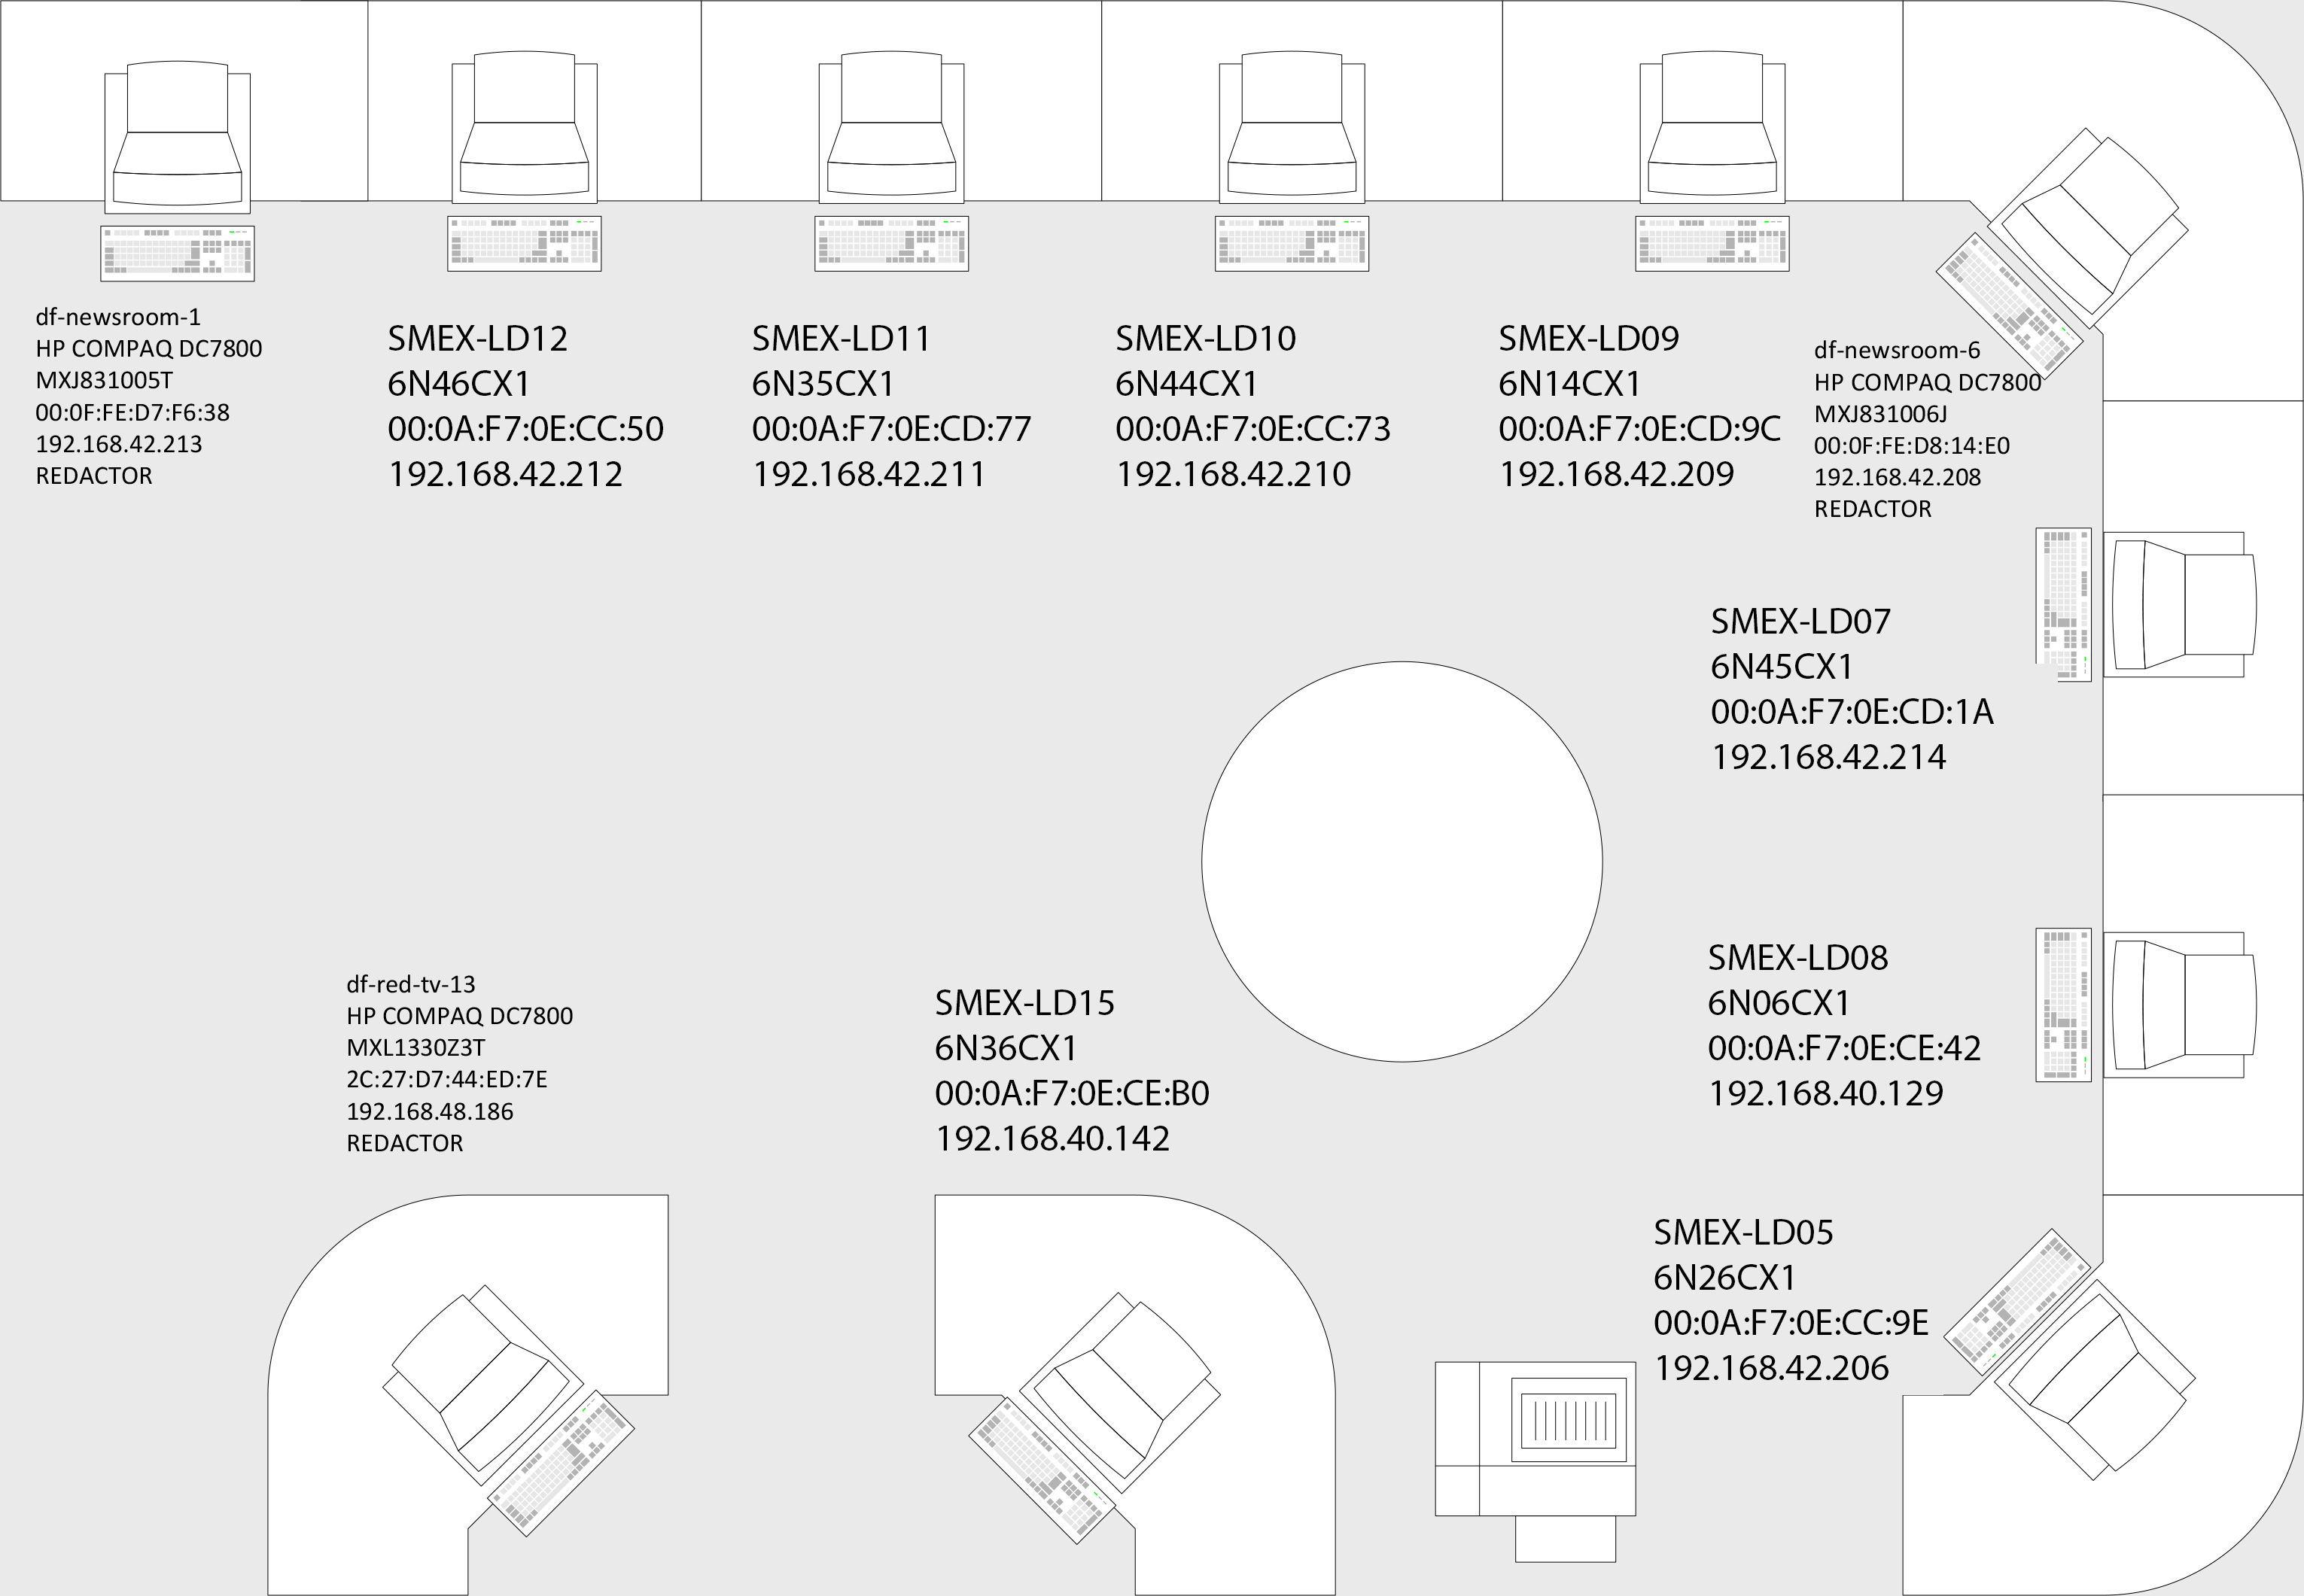 df-newsroom-1
HP COMPAQ DC7800
MXJ831005T
00:0F:FE:D7:F6:38
192.168.42.213
REDACTOR
SMEX-LD12
6N46CX1
00:0A:F7:0E:CC:50
192.168.42.212
SMEX-LD11
6N35CX1
00:0A:F7:0E:CD:77
192.168.42.211
SMEX-LD10
6N44CX1
00:0A:F7:0E:CC:73
192.168.42.210
SMEX-LD09
6N14CX1
00:0A:F7:0E:CD:9C
192.168.42.209
df-newsroom-6
HP COMPAQ DC7800
MXJ831006J
00:0F:FE:D8:14:E0
192.168.42.208
REDACTOR
SMEX-LD07
6N45CX1
00:0A:F7:0E:CD:1A
192.168.42.214
df-red-tv-13
HP COMPAQ DC7800
MXL1330Z3T
2C:27:D7:44:ED:7E
192.168.48.186
REDACTOR
SMEX-LD15
6N36CX1
00:0A:F7:0E:CE:B0
192.168.40.142
SMEX-LD08
6N06CX1
00:0A:F7:0E:CE:42
192.168.40.129
SMEX-LD05
6N26CX1
00:0A:F7:0E:CC:9E
192.168.42.206